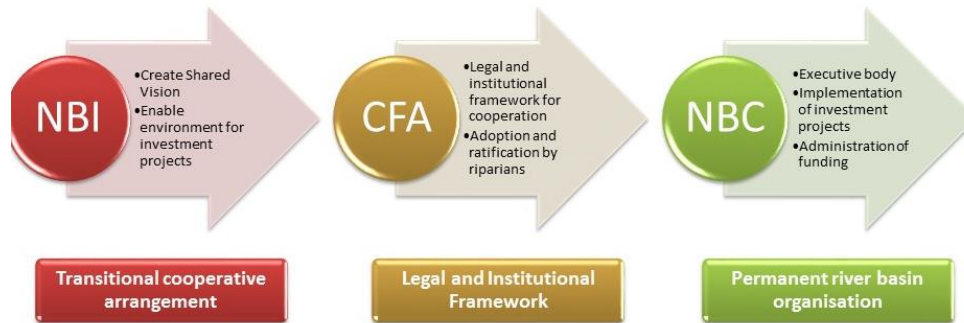 NBI
•Create Shared
Vision
•Enable
environment for
investment
projects
CFA
•Legal and
institutional
framework for
cooperation
•Adoption and
ratification by
riparians
NBC
•Executive body
•Implementation
of investment
projects
•Administration of
funding
Transitional cooperative
arrangement
Legal and Institutional
Framework
Permanent river basin
organisation